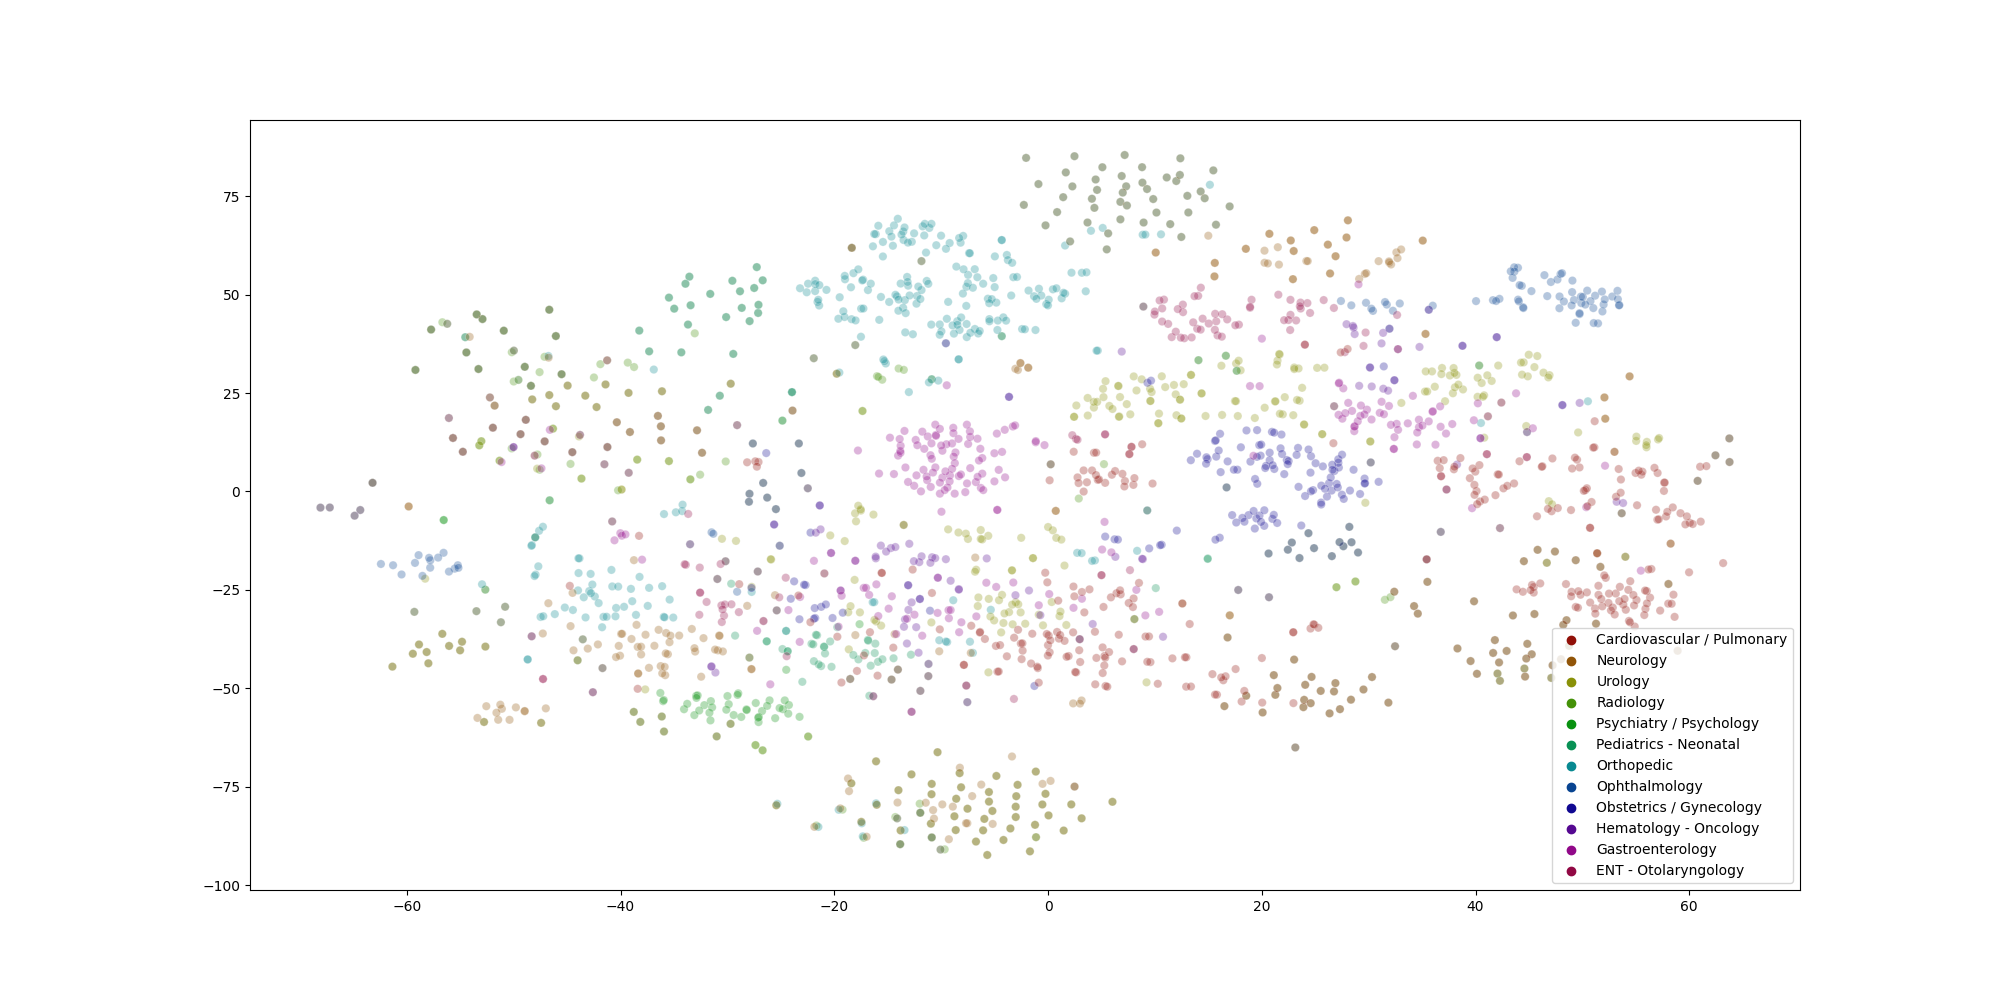 75
50
25
0
−25
−50
−75
−100
−60
−40
−20
0
20
40
60
Cardiovascular / Pulmonary
Neurology
Urology
Radiology
Psychiatry / Psychology
Pediatrics - Neonatal
Orthopedic
Ophthalmology
Obstetrics / Gynecology
Hematology - Oncology
Gastroenterology
ENT - Otolaryngology